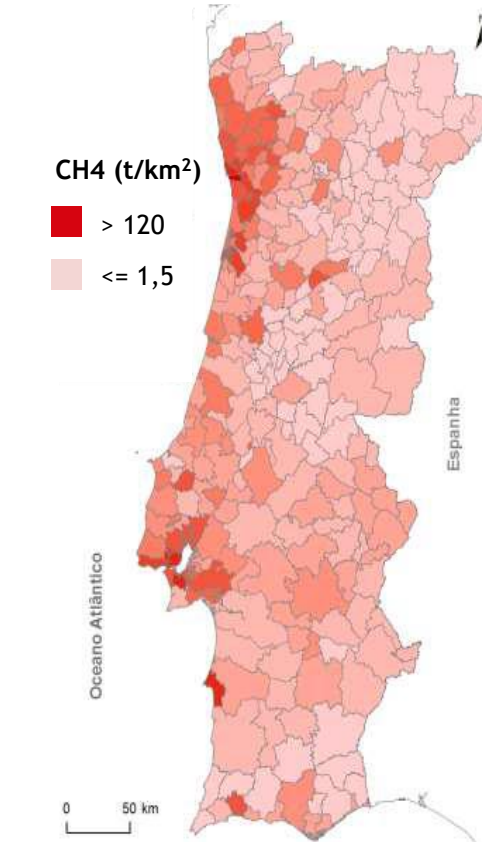 CH4 (t/km²)
> 120
<= 1,5
Espanha
Oceano Atlântico
0 50 km